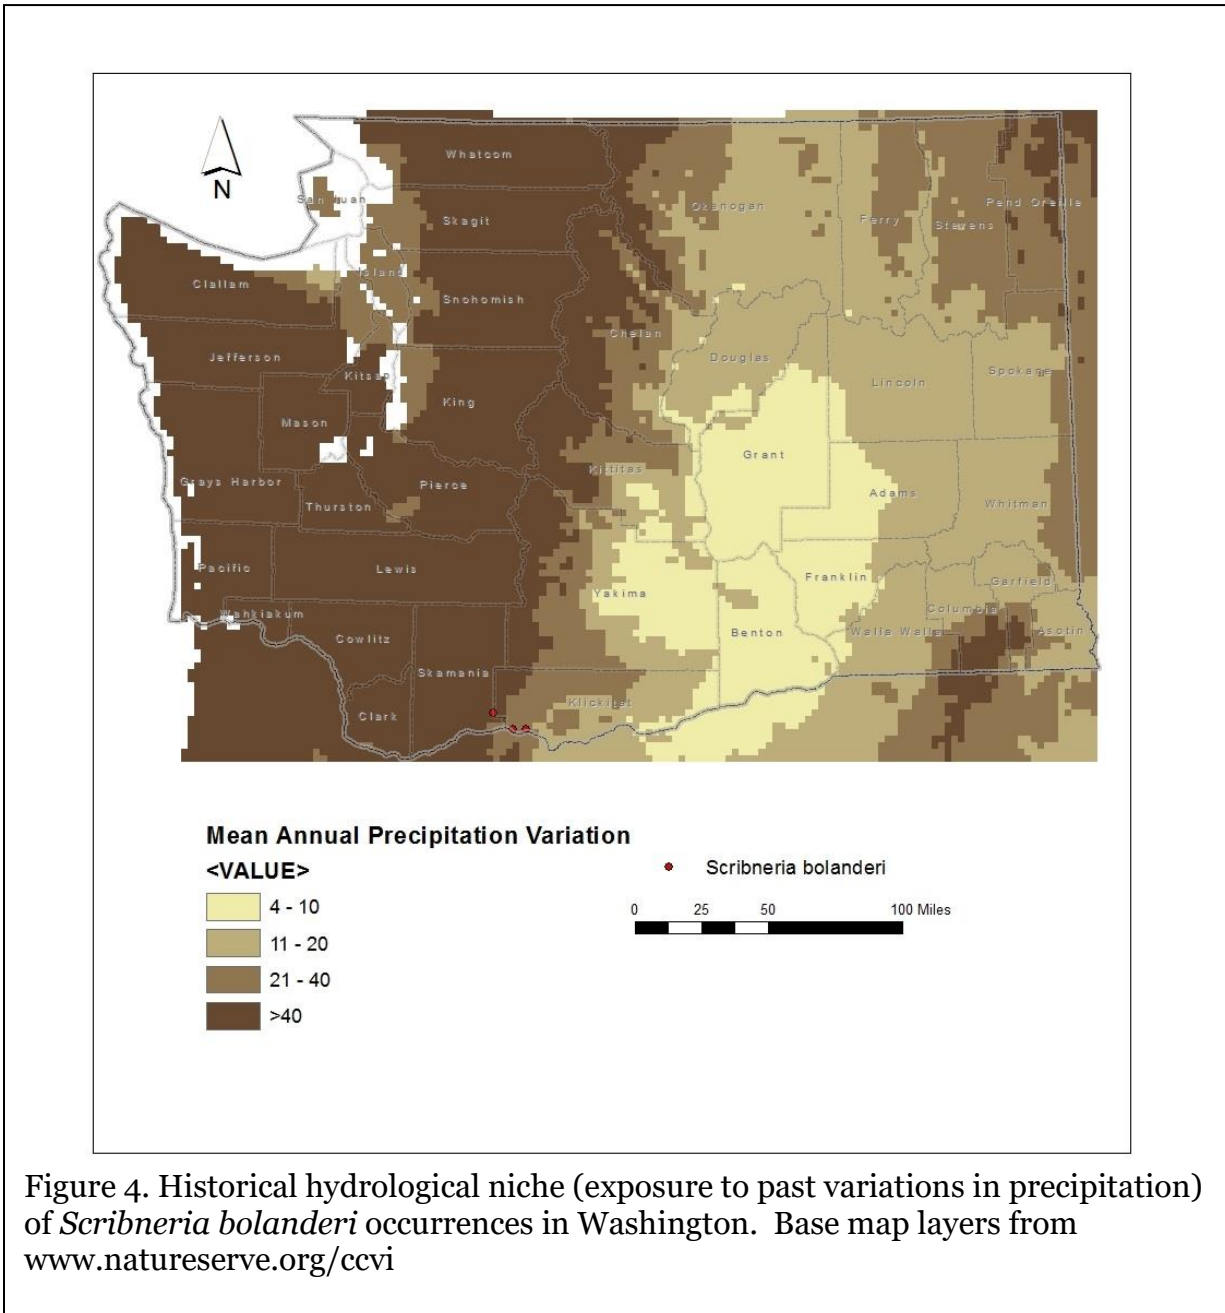 N
Whatcom
San Juan
Skagit
Okanogan
Ferry
Stevens
Pend Oreille
Island
Clallam
Snohomish
Chelan
Jefferson
Kitsap
Douglas
Lincoln
Spokane
King
Mason
Grant
Kittitas
Grays Harbor
Pierce
Adams
Thurston
Whitman
Pacific
Lewis
Yakima
Franklin
Garfield
Wahkiakum
Columbia
Cowlitz
Benton
Walla Walla
Asotin
Skamania
Klickitat
Clark
Mean Annual Precipitation Variation
<VALUE>
4 - 10
11 - 20
21 - 40
>40
Scribneria bolanderi
0 25 50 100 Miles
Figure 4. Historical hydrological niche (exposure to past variations in precipitation)
of Scribneria bolanderi occurrences in Washington. Base map layers from
www.natureserve.org/ccvi